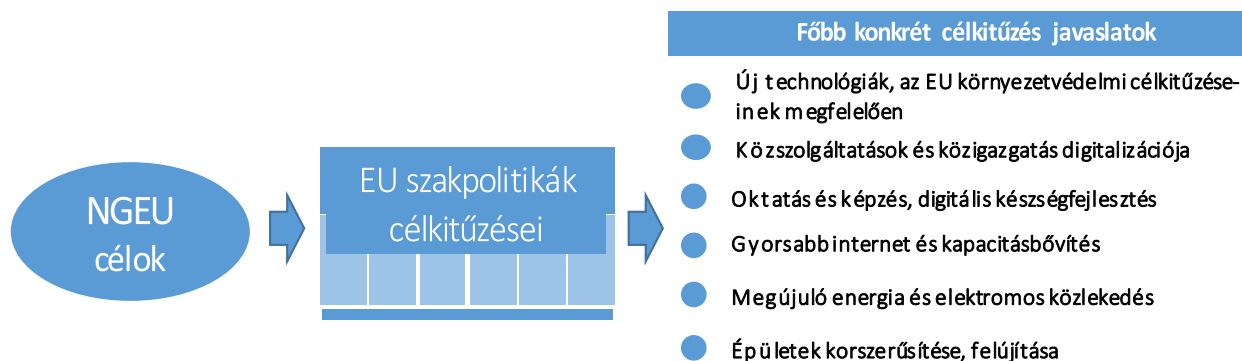 NGEU
célok
EU szakpolitikák
célkitűzései
Főbb konkrét célkitűzés javaslatok
Új technológiák, az EU környezetvédelmi célkitűzése-
inek megfelelően
Közszolgáltatások és közigazgatás digitalizációja
Oktatás és képzés, digitális készségfejlesztés
Gyorsabb internet és kapacitásbővítés
Megújuló energia és elektromos közlekedés
Épületek korszerűsítése, felújítása